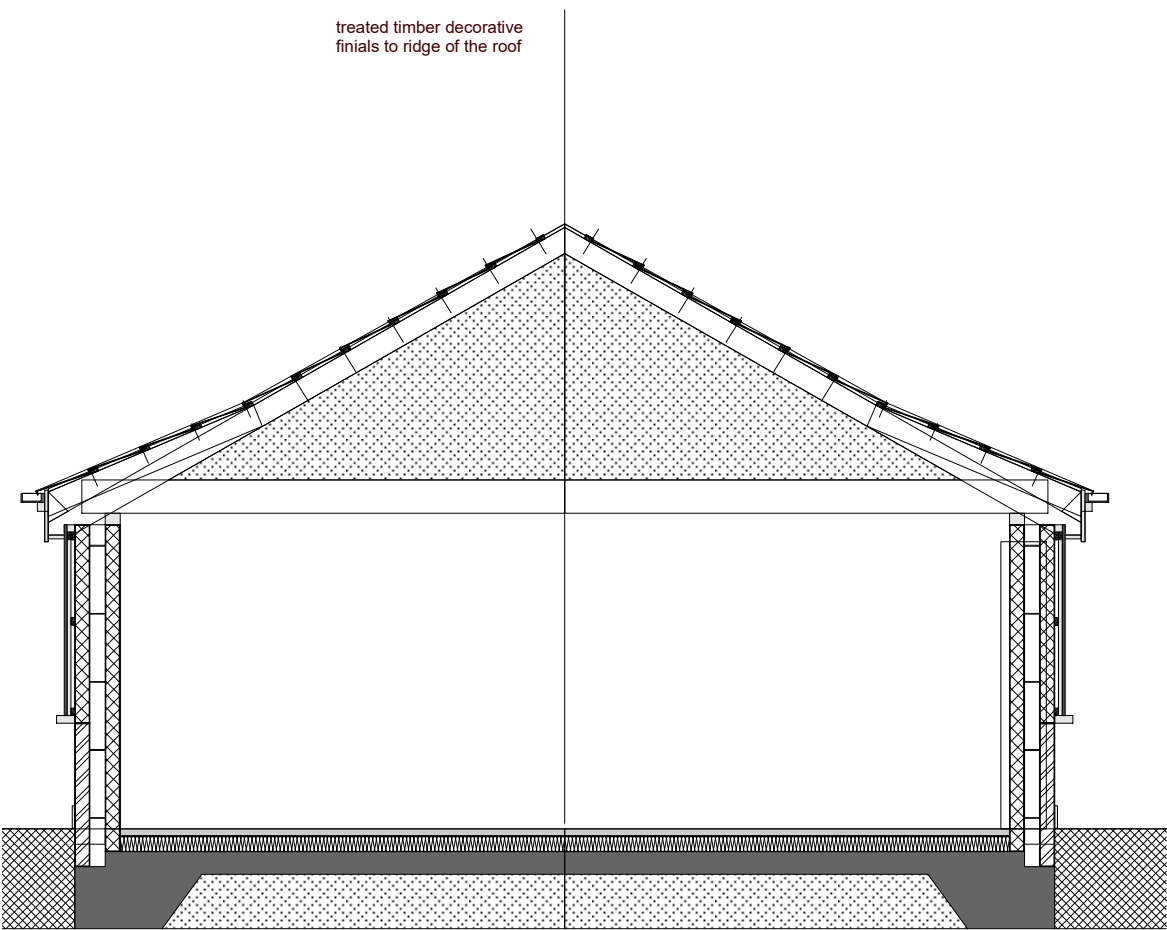 treated timber decorative
finials to ridge of the roof